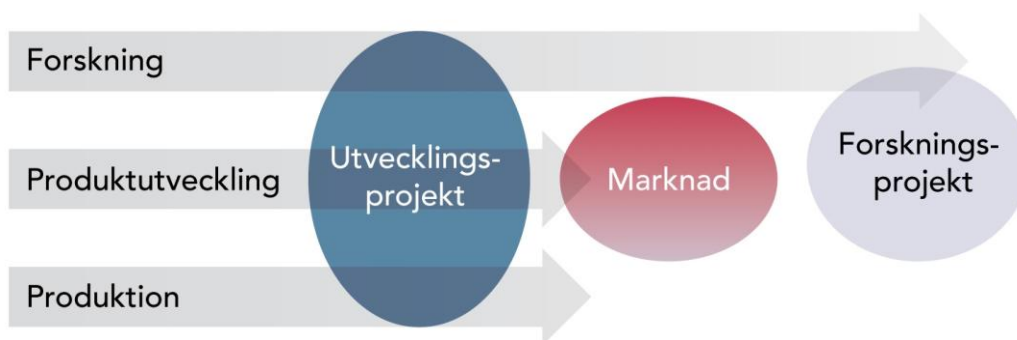 Forskning
Produktutveckling
Produktion
Utvecklings-
projekt
Marknad
Forsknings-
projekt